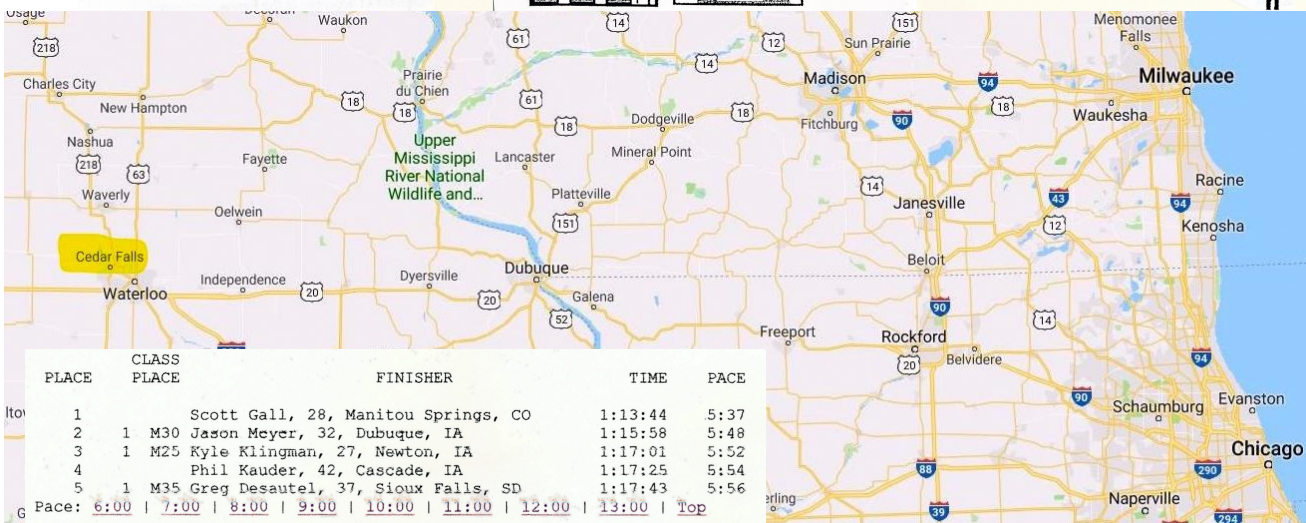 Osage
Decorah
Waukon
218
61
14
151
12
Sun Prairie
Menomonee
Falls
Charles City
New Hampton
Prairie
du Chien
14
Madison
94
Milwaukee
18
18
61
18
18
Dodgeville
Fitchburg
90
18
Waukesha
Nashua
218
63
Fayette
Upper
Mississippi
River National
Wildlife and...
Lancaster
Mineral Point
Waverly
Oelwein
Platteville
151
14
Janesville
43
12
94
Racine
Kenosha
Cedar Falls
Waterloo
Independence
20
Dyersville
20
Dubuque
52
Galena
Beloit
90
14
Freeport
Rockford
20
Belvidere
94
90
Schaumburg
Evanston
Chicago
88
290
39
Naperville
294
erling
CLASS
PLACE PLACE FINISHER TIME PACE
1 Scott Gall, 28, Manitou Springs, CO 1:13:44 5:37
2 1 M30 Jason Meyer, 32, Dubuque, IA 1:15:58 5:48
3 1 M25 Kyle Klingman, 27, Newton, IA 1:17:01 5:52
4 Phil Kauder, 42, Cascade, IA 1:17:25 5:54
5 1 M35 Greg Desautel, 37, Sioux Falls, SD 1:17:43 5:56
Pace: 6:00 | 7:00 | 8:00 | 9:00 | 10:00 | 11:00 | 12:00 | 13:00 | Top